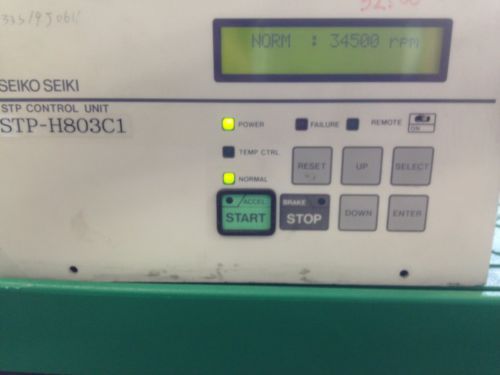 NORM : 34500 rpm
SEIKO SEIKI
STP CONTROL UNIT
STP-H803C1
POWER
FAILURE
REMOTE
ON
TEMP CTRL.
NORMAL
RESET
UP
SELECT
/ACCEL.
START
BRAKE
STOP
DOWN
ENTER